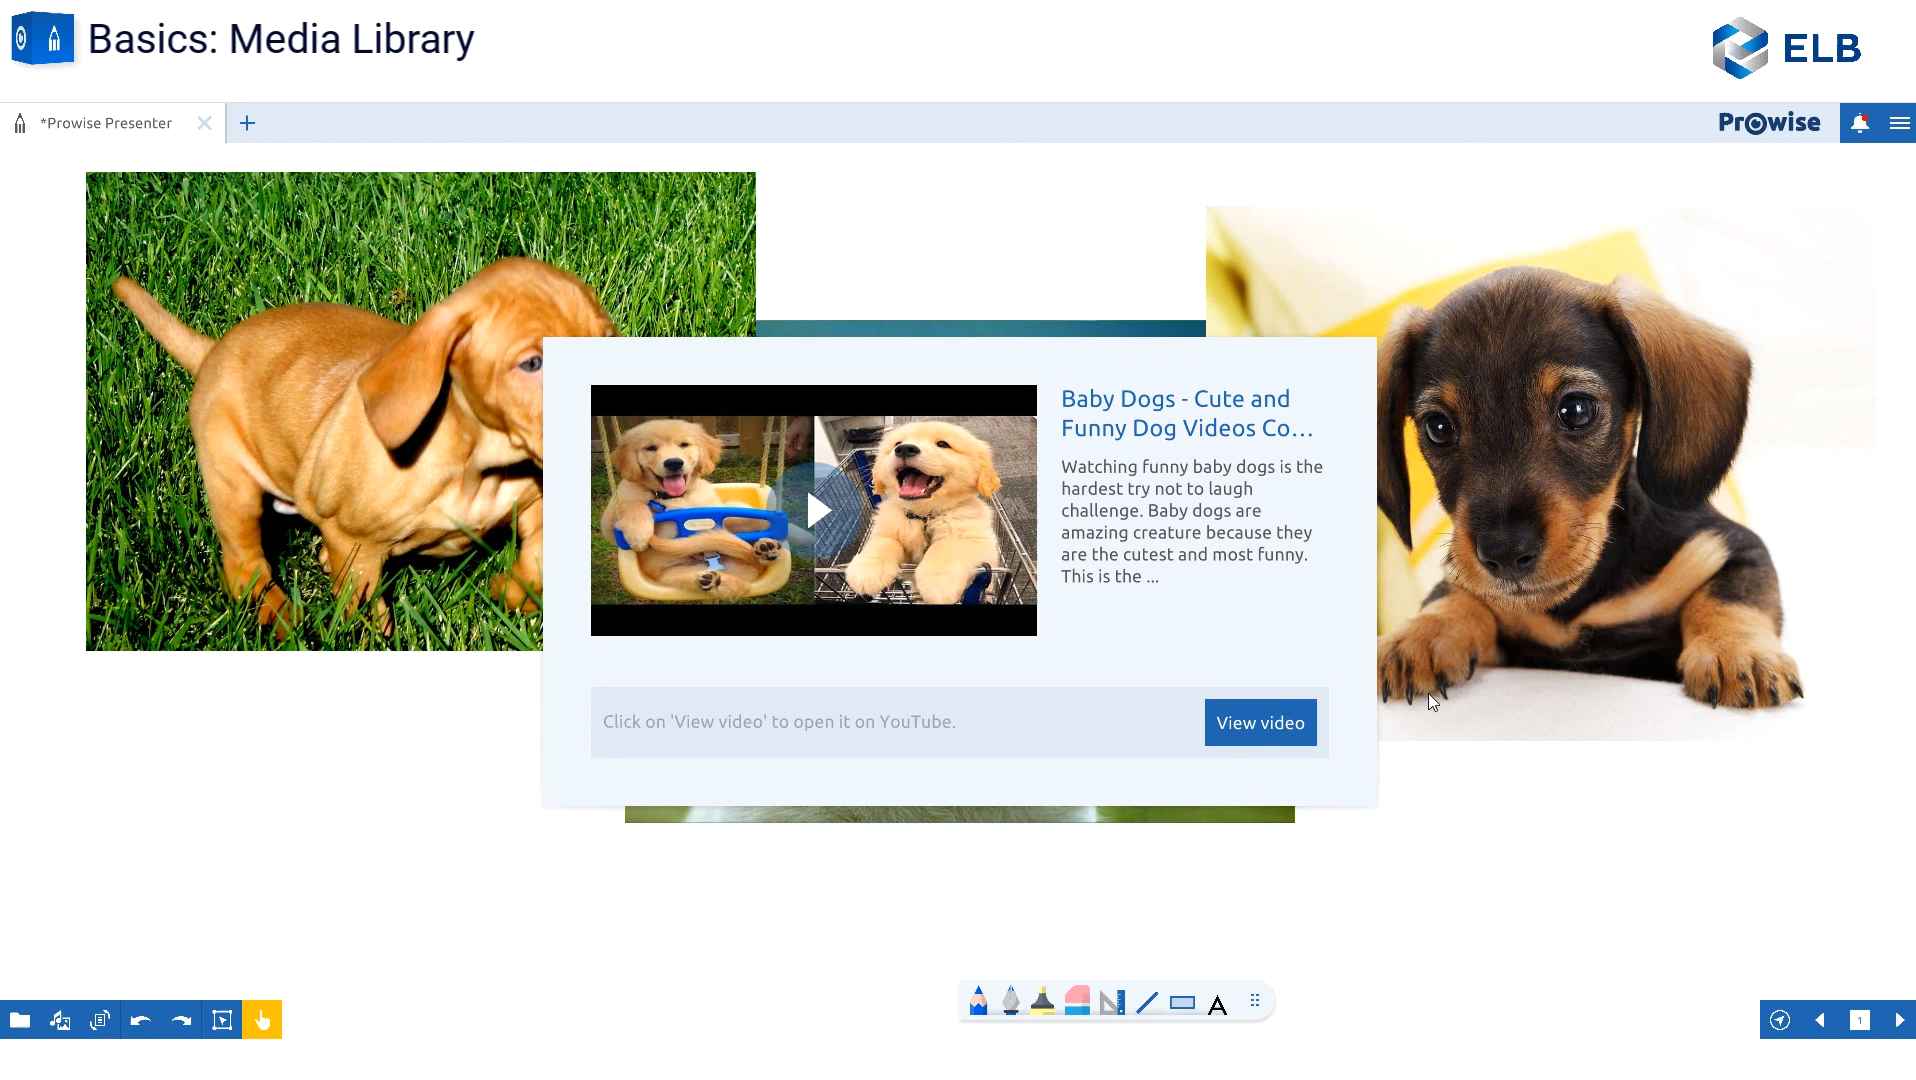 Basics: Media Library
ELB
*Prowise Presenter
Prowise
Baby Dogs - Cute and
Funny Dog Videos Co...
Watching funny baby dogs is the
hardest try not to laugh
challenge. Baby dogs are
amazing creature because they
are the cutest and most funny.
This is the ...
Click on 'View video' to open it on YouTube.
View video
A
1